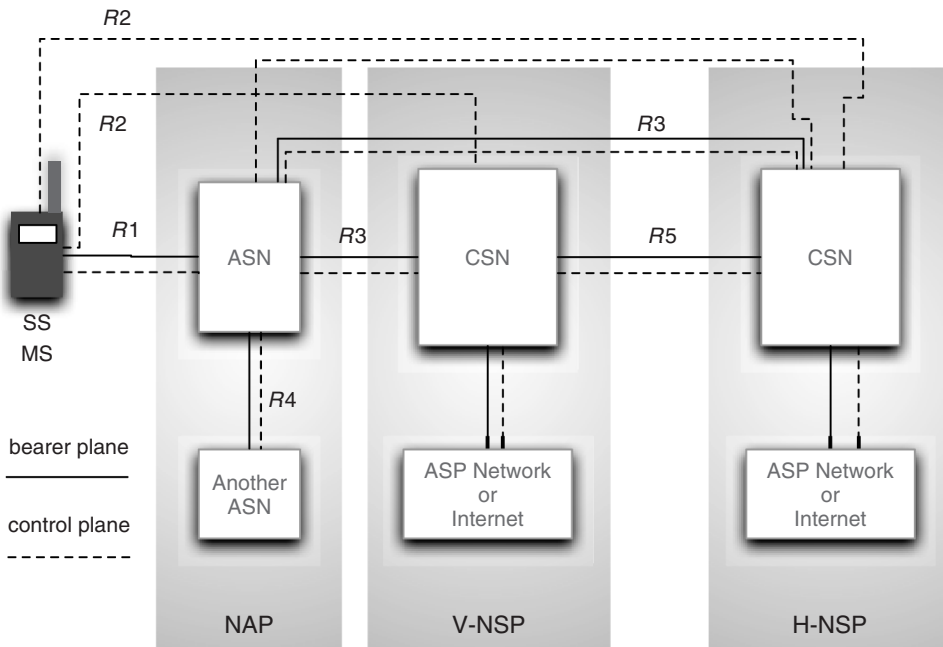 R2
R2
R3
R1
ASN
R3
CSN
R5
CSN
SS
MS
R4
bearer plane
control plane
Another
ASN
ASP Network
or
Internet
ASP Network
or
Internet
NAP
V-NSP
H-NSP